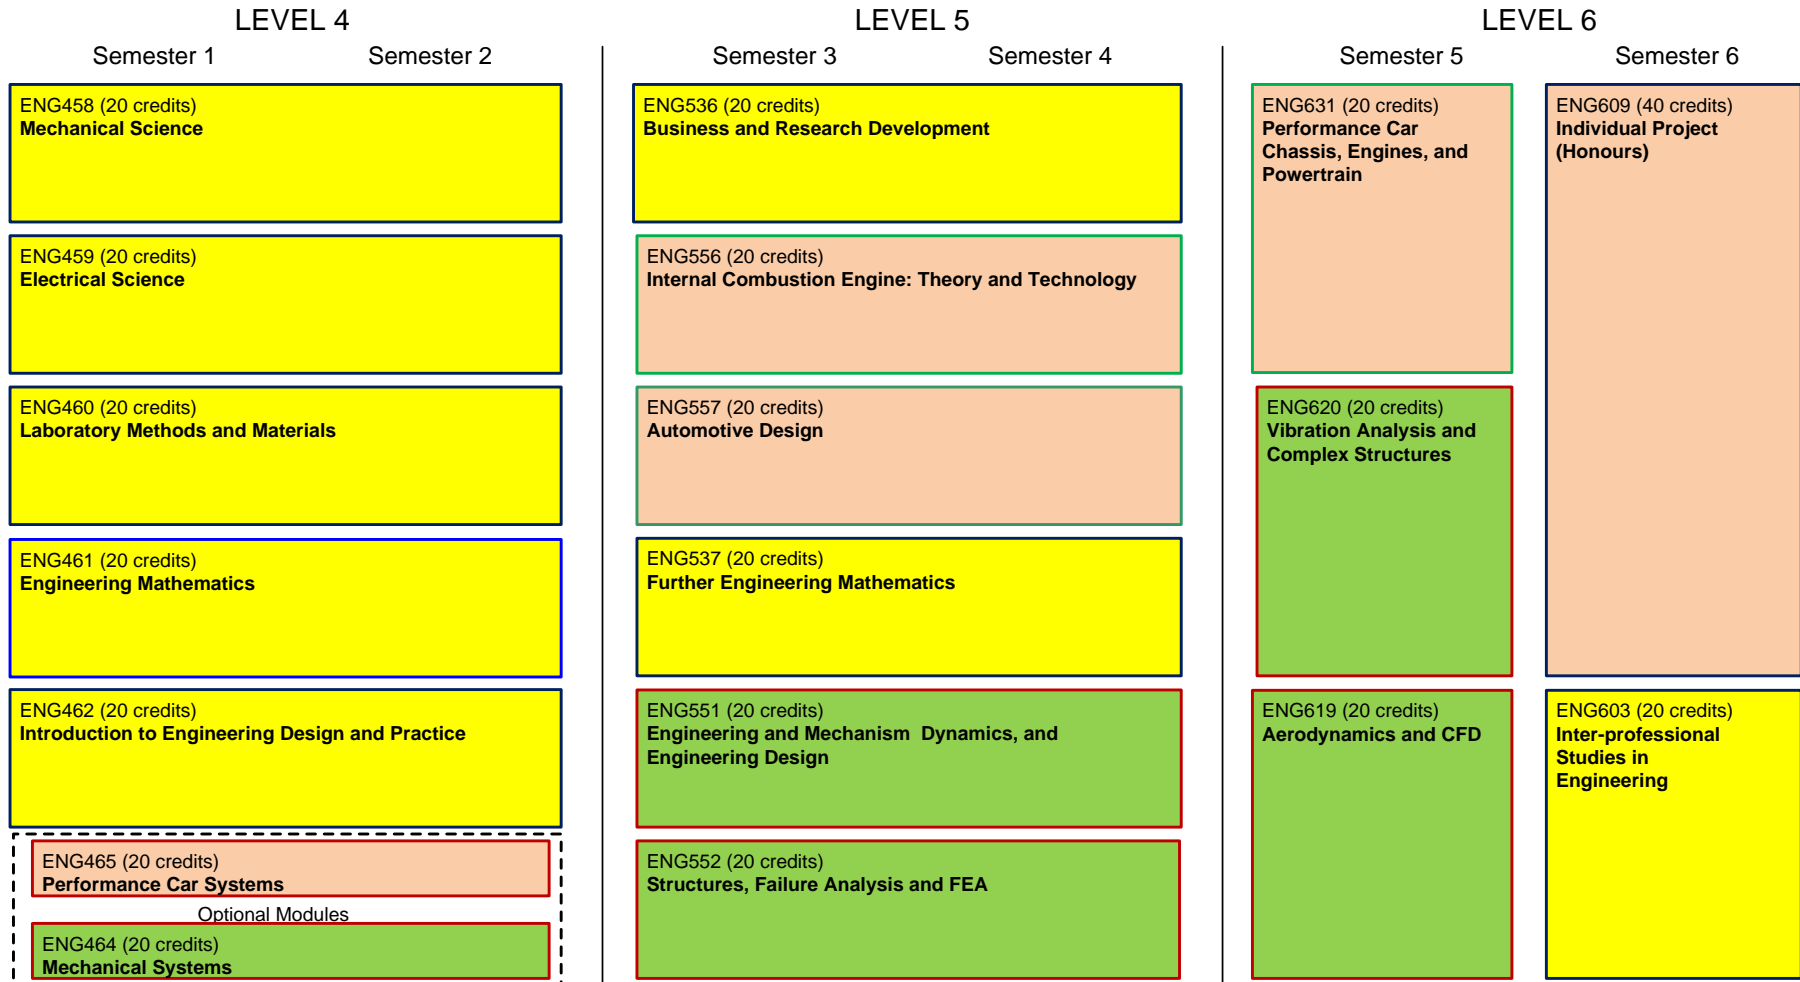 LEVEL 4
Semester 1
Semester 2
ENG458 (20 credits)
Mechanical Science
ENG459 (20 credits)
Electrical Science
ENG460 (20 credits)
Laboratory Methods and Materials
ENG461 (20 credits)
Engineering Mathematics
ENG462 (20 credits)
Introduction to Engineering Design and Practice
ENG465 (20 credits)
Performance Car Systems
Optional Modules
ENG464 (20 credits)
Mechanical Systems
LEVEL 5
Semester 3
Semester 4
ENG536 (20 credits)
Business and Research Development
ENG556 (20 credits)
Internal Combustion Engine: Theory and Technology
ENG557 (20 credits)
Automotive Design
ENG537 (20 credits)
Further Engineering Mathematics
ENG551 (20 credits)
Engineering and Mechanism  Dynamics, and
Engineering Design
ENG552 (20 credits)
Structures, Failure Analysis and FEA
LEVEL 6
Semester 5
Semester 6
ENG631 (20 credits)
Performance Car
Chassis, Engines, and
Powertrain
ENG620 (20 credits)
Vibration Analysis and
Complex Structures
ENG619 (20 credits)
Aerodynamics and CFD
ENG609 (40 credits)
Individual Project
(Honours)
ENG603 (20 credits)
Inter-professional
Studies in
Engineering